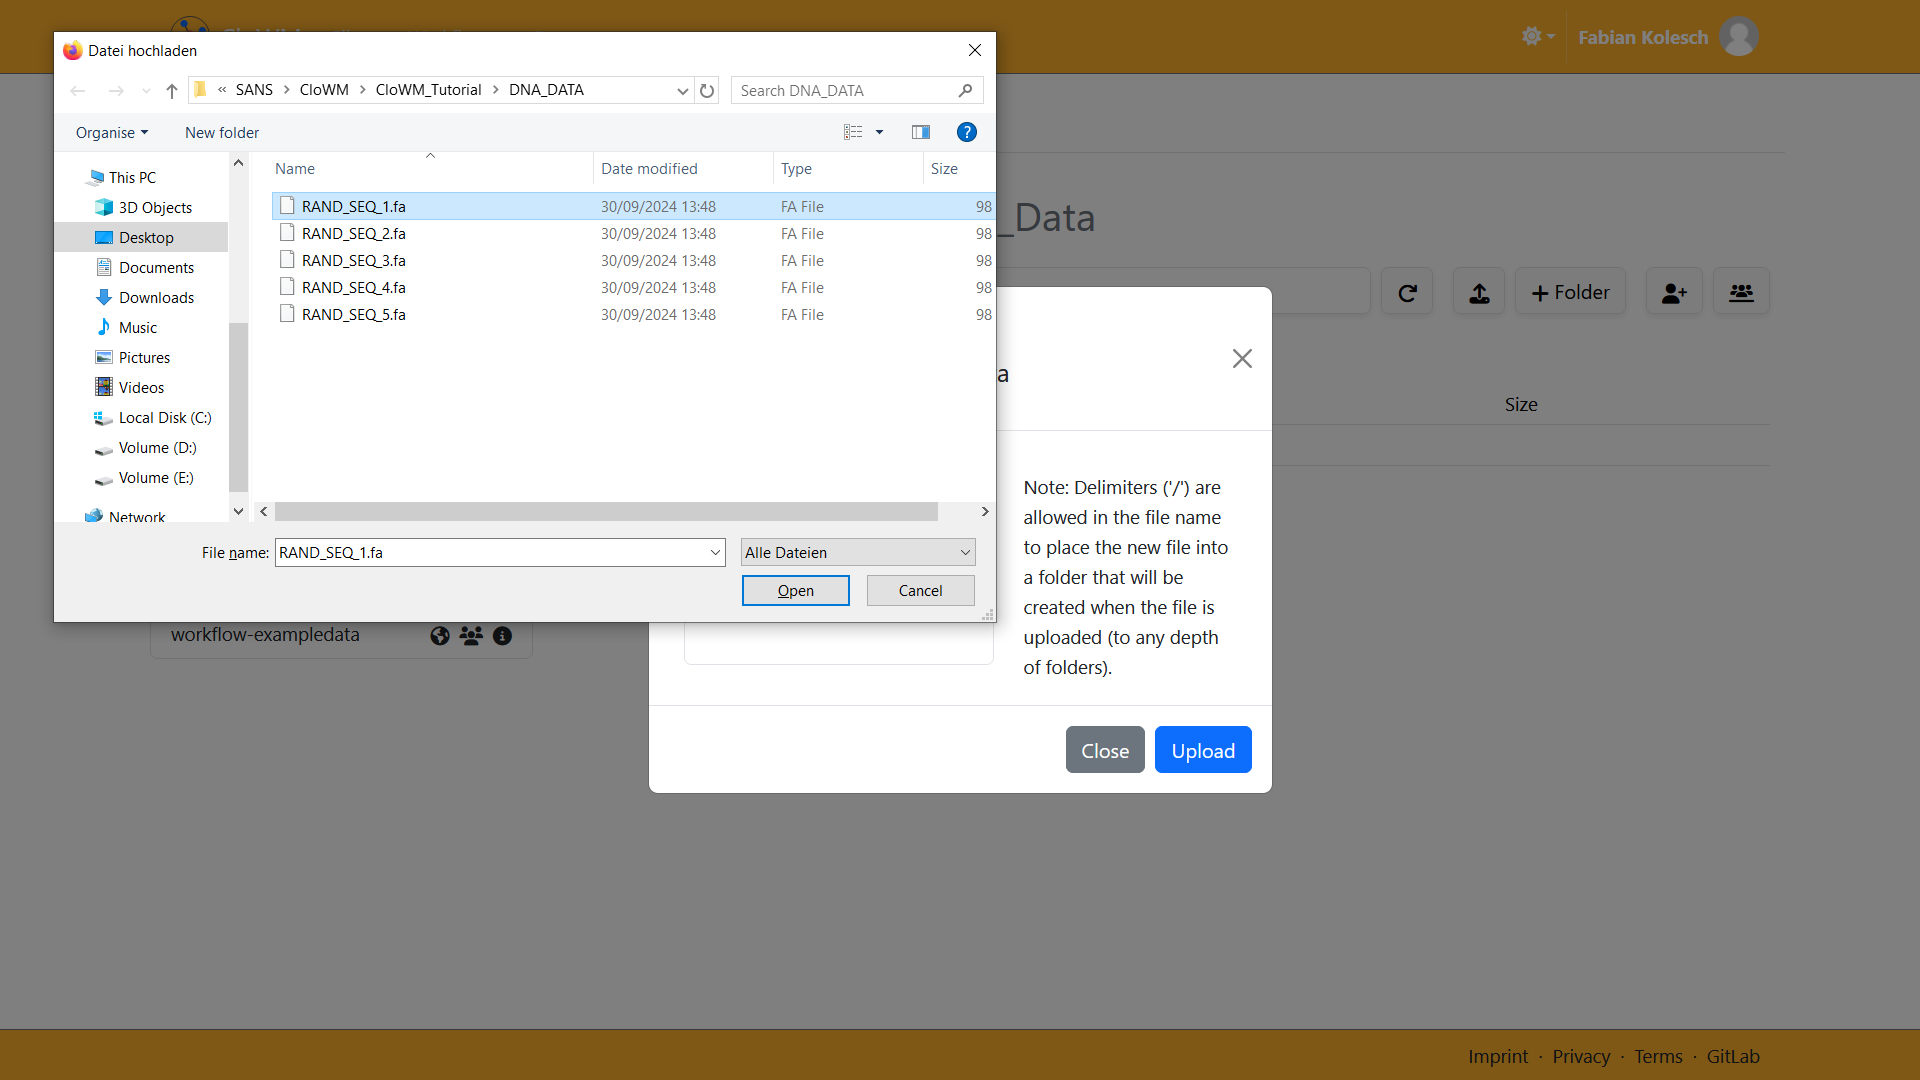 Fabian Kolesch
Datei hochladen
« SANS > CloWM > CloWM_Tutorial > DNA_DATA
Search DNA_DATA
Organise
New folder
This PC
3D Objects
Desktop
Documents
Downloads
Music
Pictures
Videos
Local Disk (C:)
Volume (D:)
Volume (E:)
Network
Name Date modified Type Size
RAND_SEQ_1.fa 30/09/2024 13:48 FA File 98
RAND_SEQ_2.fa 30/09/2024 13:48 FA File 98
RAND_SEQ_3.fa 30/09/2024 13:48 FA File 98
RAND_SEQ_4.fa 30/09/2024 13:48 FA File 98
RAND_SEQ_5.fa 30/09/2024 13:48 FA File 98
File name: RAND_SEQ_1.fa
Alle Dateien
Open
Cancel
_Data
+ Folder
Size
a
Note: Delimiters ('/') are
allowed in the file name
to place the new file into
a folder that will be
created when the file is
uploaded (to any depth
of folders).
Close
Upload
workflow-exampledata
Imprint · Privacy · Terms · GitLab